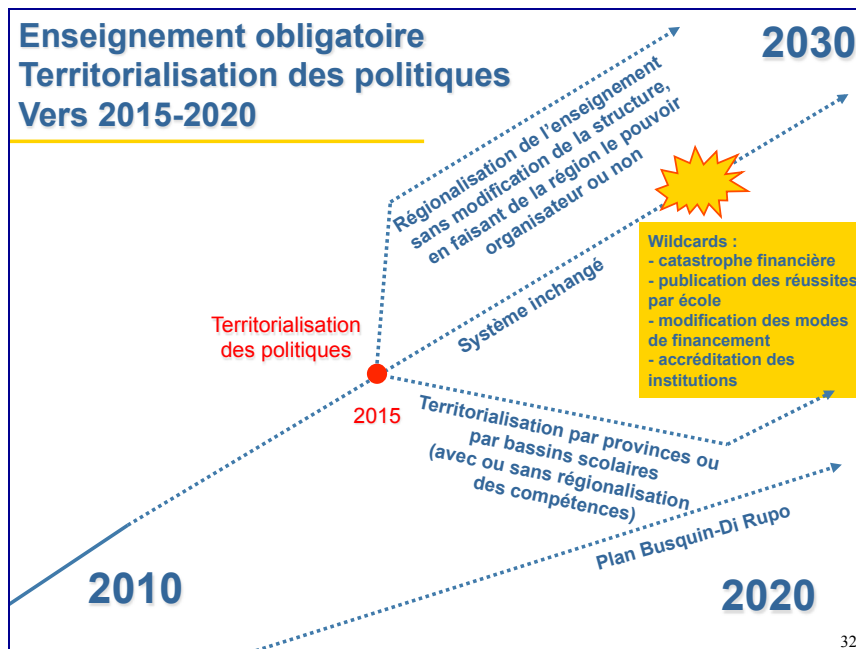 Enseignement obligatoire
Territorialisation des politiques
Vers 2015-2020
2030
Régionalisation de l'enseignement
sans modification de la structure,
en faisant de la région le pouvoir
organisateur ou non
Wildcards :
- catastrophe financière
- publication des réussites
par école
- modification des modes
de financement
- accréditation des
institutions
Système inchangé
Territorialisation
des politiques
2015
Territorialisation par provinces ou
par bassins scolaires
(avec ou sans régionalisation
des compétences)
Plan Busquin-Di Rupo
2010
2020
32